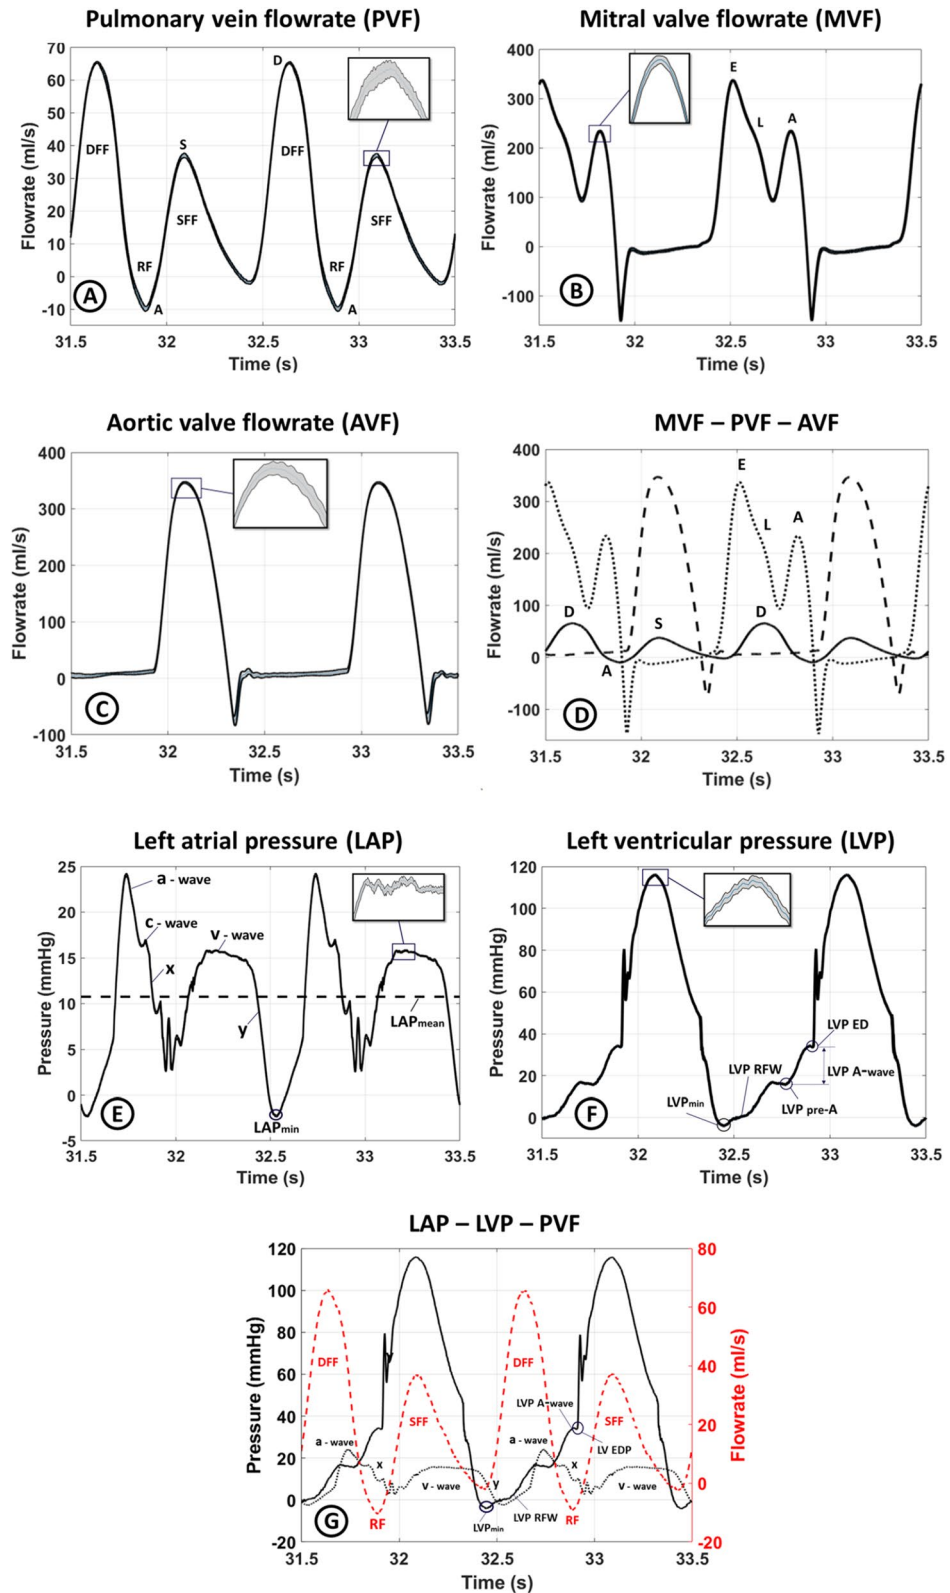 Pulmonary vein flowrate (PVF)
70
60
50
40
30
20
10
0
-10
Flowrate (ml/s)
D
DFF
S
SFF
RF
A
DFF
RF
A
SFF
A
31.5 32 32.5 33 33.5
Time (s)
Mitral valve flowrate (MVF)
400
300
200
100
0
-100
Flowrate (ml/s)
E
L
A
B
31.5 32 32.5 33 33.5
Time (s)
Aortic valve flowrate (AVF)
400
300
200
100
0
-100
Flowrate (ml/s)
C
31.5 32 32.5 33 33.5
Time (s)
MVF – PVF – AVF
400
300
200
100
0
-100
Flowrate (ml/s)
E
L
A
D
S
D
A
D
31.5 32 32.5 33 33.5
Time (s)
Left atrial pressure (LAP)
25
20
15
10
5
0
-5
Pressure (mmHg)
a - wave
c - wave
v - wave
x
LAPmean
y
LAPmin
E
31.5 32 32.5 33 33.5
Time (s)
Left ventricular pressure (LVP)
120
100
80
60
40
20
0
Pressure (mmHg)
LVP ED
LVP RFW
LVP A-wave
LVPmin
LVP pre-A
F
31.5 32 32.5 33 33.5
Time (s)
LAP – LVP – PVF
120
100
80
60
40
20
0
-20
Pressure (mmHg)
80
60
40
20
0
-20
Flowrate (ml/s)
DFF
DFF
SFF
LVP A-wave
SFF
a - wave
a - wave
LV EDP
x
x
v - wave
y
v - wave
RF
LVPmin
LVP RFW
RF
G
31.5 32 32.5 33 33.5
Time (s)